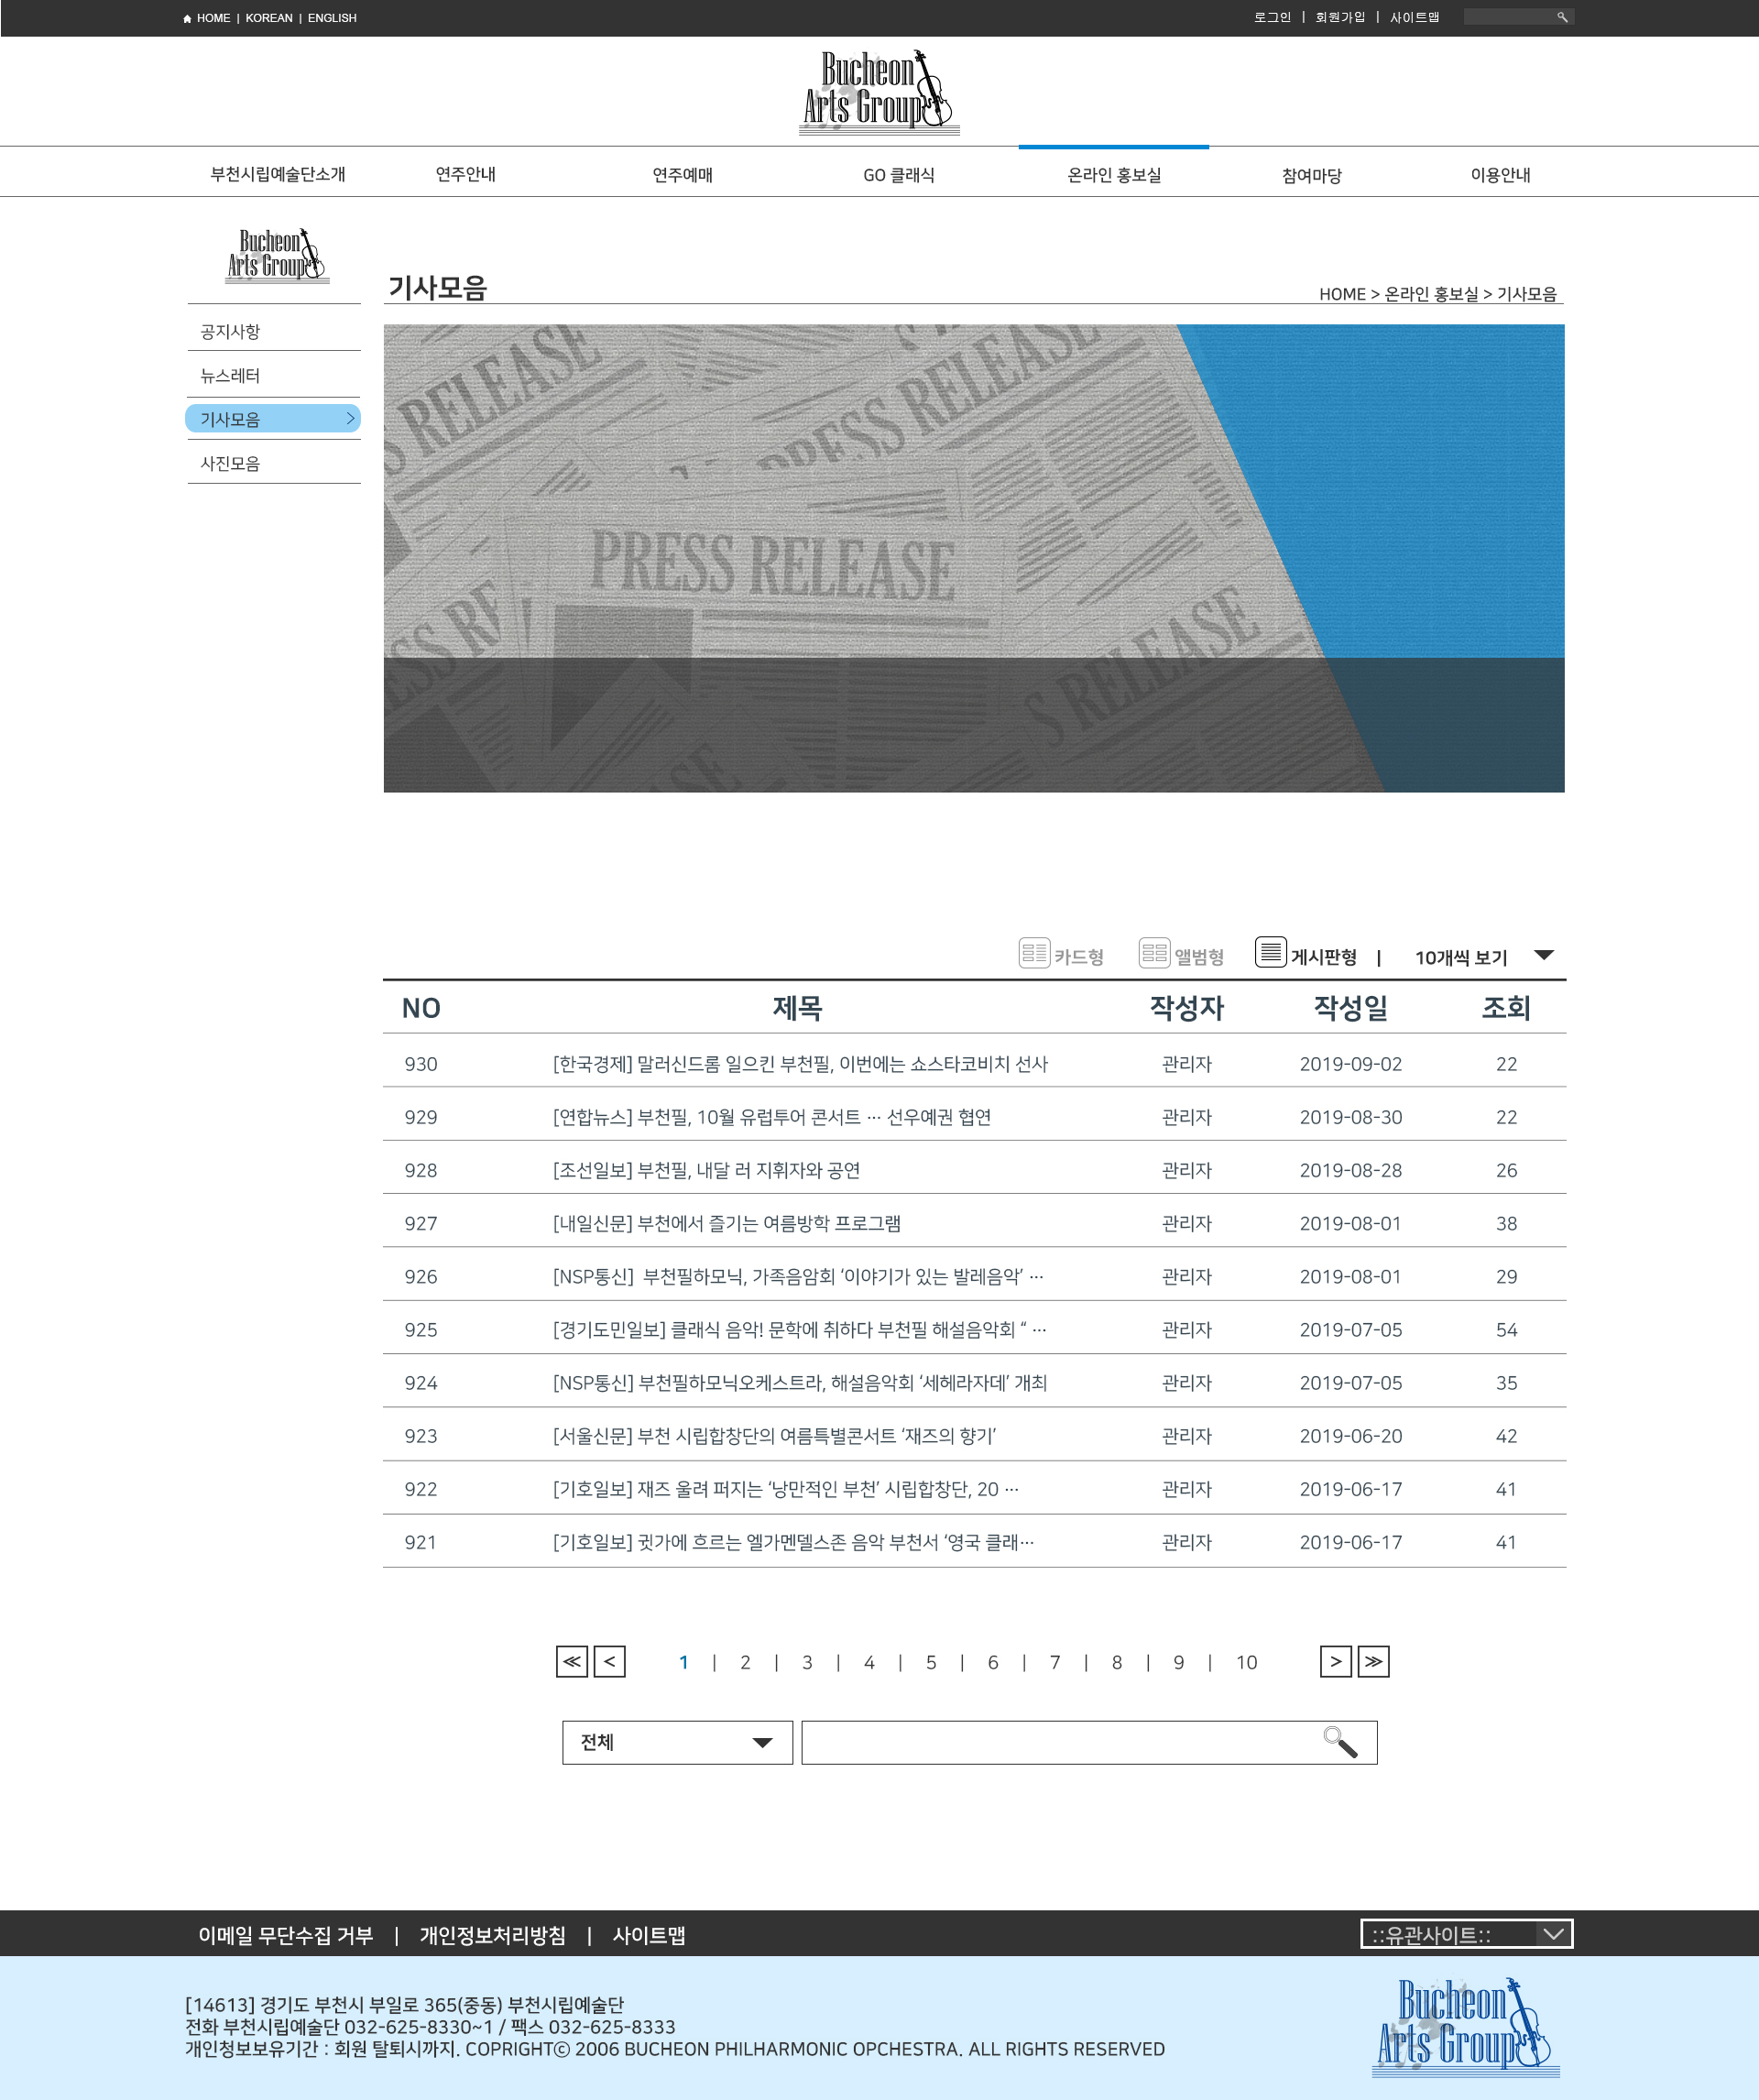 HOME | KOREAN | ENGLISH
로그인 | 회원가입 | 사이트맵
Bucheon
Arts Group
부천시립예술단소개 연주안내 연주예매 GO 클래식 온라인 홍보실 참여마당 이용안내
Bucheon
Arts Group
공지사항
뉴스레터
기사모음 >
사진모음
기사모음
HOME > 온라인 홍보실 > 기사모음
PRESS RELEASE
카드형 앨범형 게시판형 | 10개씩 보기
NO 제목 작성자 작성일 조회
930 [한국경제] 말러신드롬 일으킨 부천필, 이번에는 쇼스타코비치 선사 관리자 2019-09-02 22
929 [연합뉴스] 부천필, 10월 유럽투어 콘서트 … 선우예권 협연 관리자 2019-08-30 22
928 [조선일보] 부천필, 내달 러 지휘자와 공연 관리자 2019-08-28 26
927 [내일신문] 부천에서 즐기는 여름방학 프로그램 관리자 2019-08-01 38
926 [NSP통신] 부천필하모닉, 가족음암회 ‘이야기가 있는 발레음악’ … 관리자 2019-08-01 29
925 [경기도민일보] 클래식 음악! 문학에 취하다 부천필 해설음악회 “ … 관리자 2019-07-05 54
924 [NSP통신] 부천필하모닉오케스트라, 해설음악회 ‘세헤라자데’ 개최 관리자 2019-07-05 35
923 [서울신문] 부천 시립합창단의 여름특별콘서트 ‘재즈의 향기’ 관리자 2019-06-20 42
922 [기호일보] 재즈 울려 퍼지는 ‘낭만적인 부천’ 시립합창단, 20 … 관리자 2019-06-17 41
921 [기호일보] 귓가에 흐르는 엘가멘델스존 음악 부천서 ‘영국 클래… 관리자 2019-06-17 41
≪ < 1 | 2 | 3 | 4 | 5 | 6 | 7 | 8 | 9 | 10 > ≫
전체
이메일 무단수집 거부 | 개인정보처리방침 | 사이트맵
::유관사이트::
[14613] 경기도 부천시 부일로 365(중동) 부천시립예술단
전화 부천시립예술단 032-625-8330~1 / 팩스 032-625-8333
개인청보보유기간 : 회원 탈퇴시까지. COPRIGHTⓒ 2006 BUCHEON PHILHARMONIC OPCHESTRA. ALL RIGHTS RESERVED
Bucheon
Arts Group